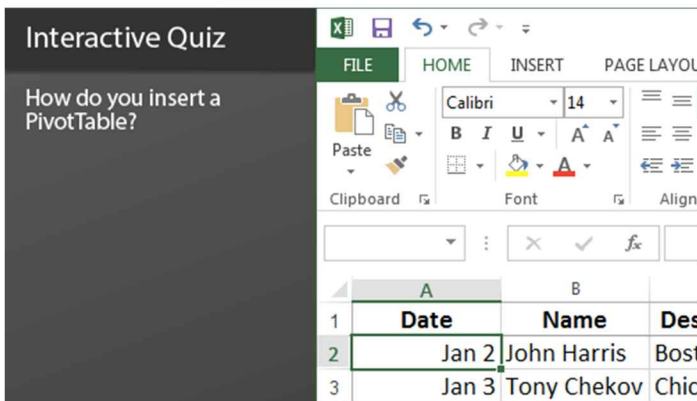 Interactive Quiz
How do you insert a
PivotTable?
FILE HOME INSERT PAGE LAYOU
Calibri 14
B I U A A A
Paste
Clipboard Font Align
fx
A B
1 Date Name Des
2 Jan 2 John Harris Bost
3 Jan 3 Tony Chekov Chic